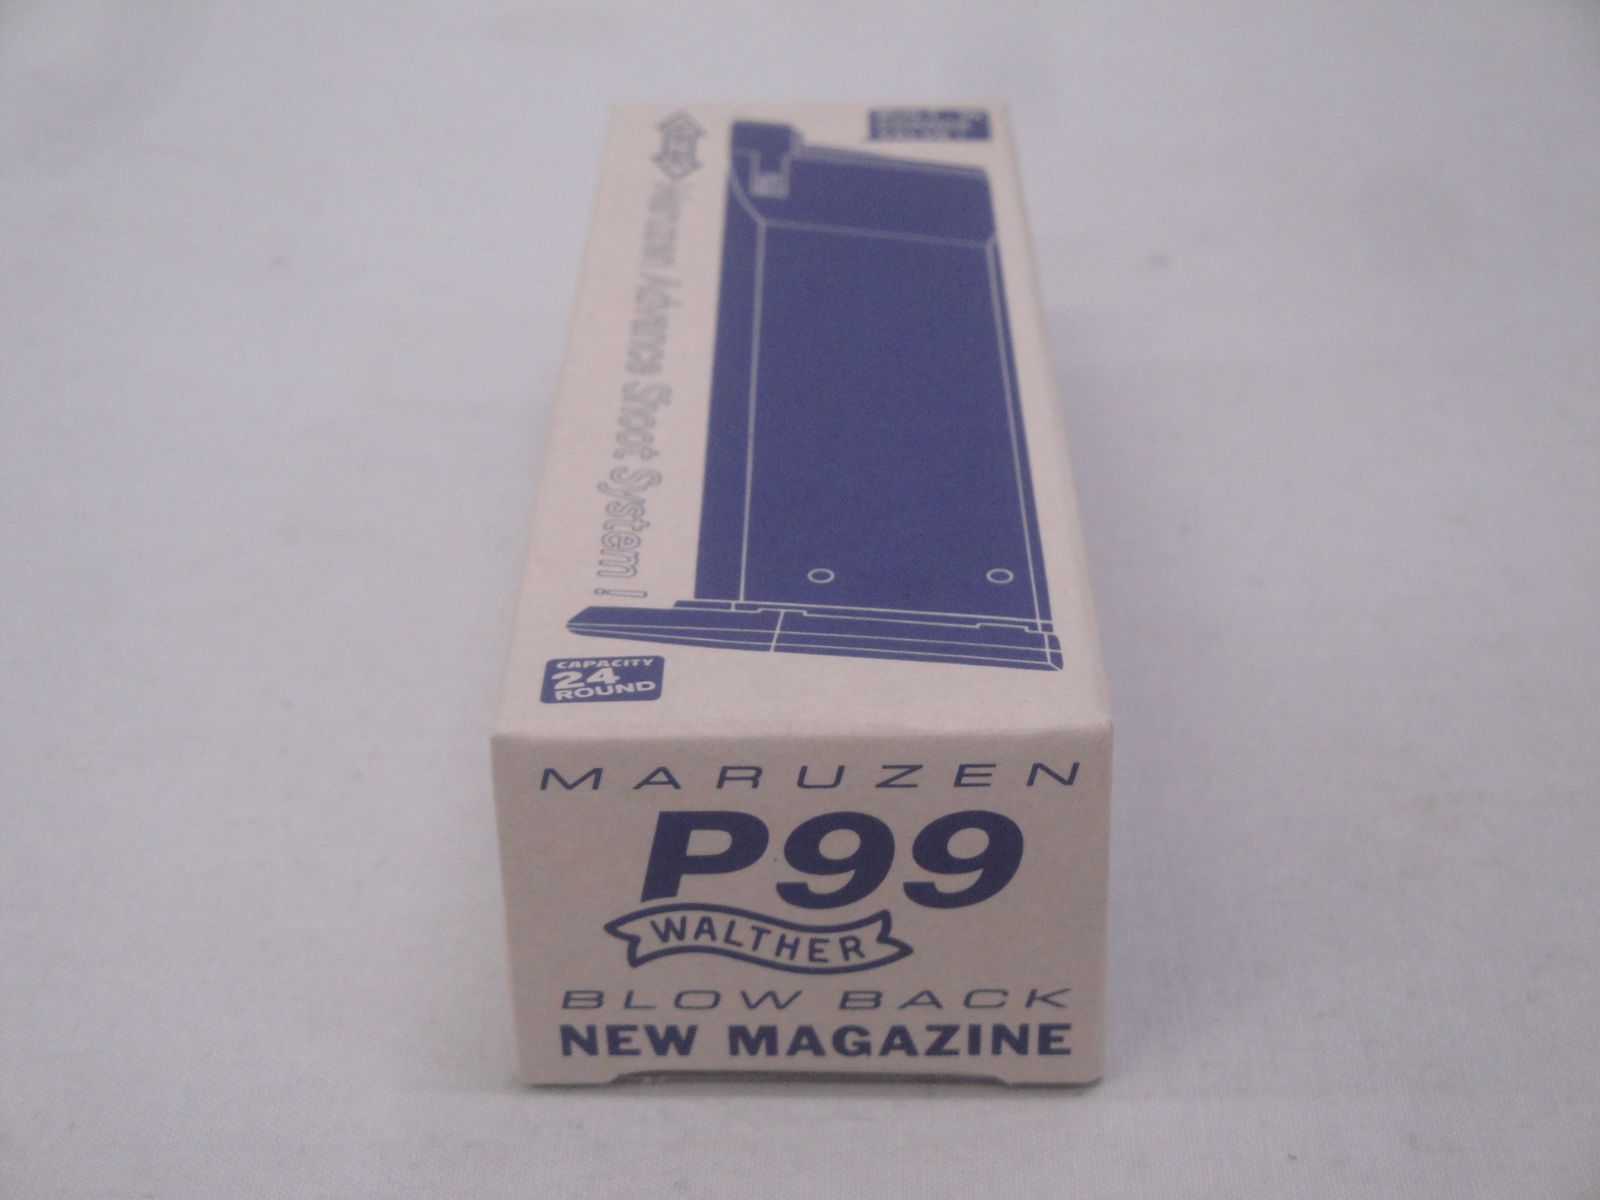 Maruzen Advance Shoot System !
CAPACITY
24
ROUND
MARUZEN
P99
WALTHER
BLOW BACK
NEW MAGAZINE